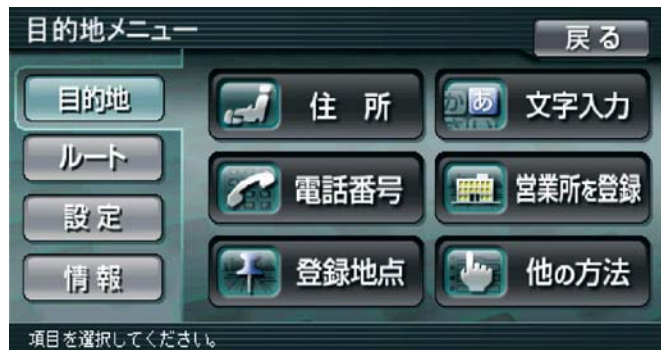 目的地メニュー
戻る
目的地
ルート
設定
情報
住所
か あ
文字入力
電話番号
営業所を登録
登録地点
他の方法
項目を選択してください。